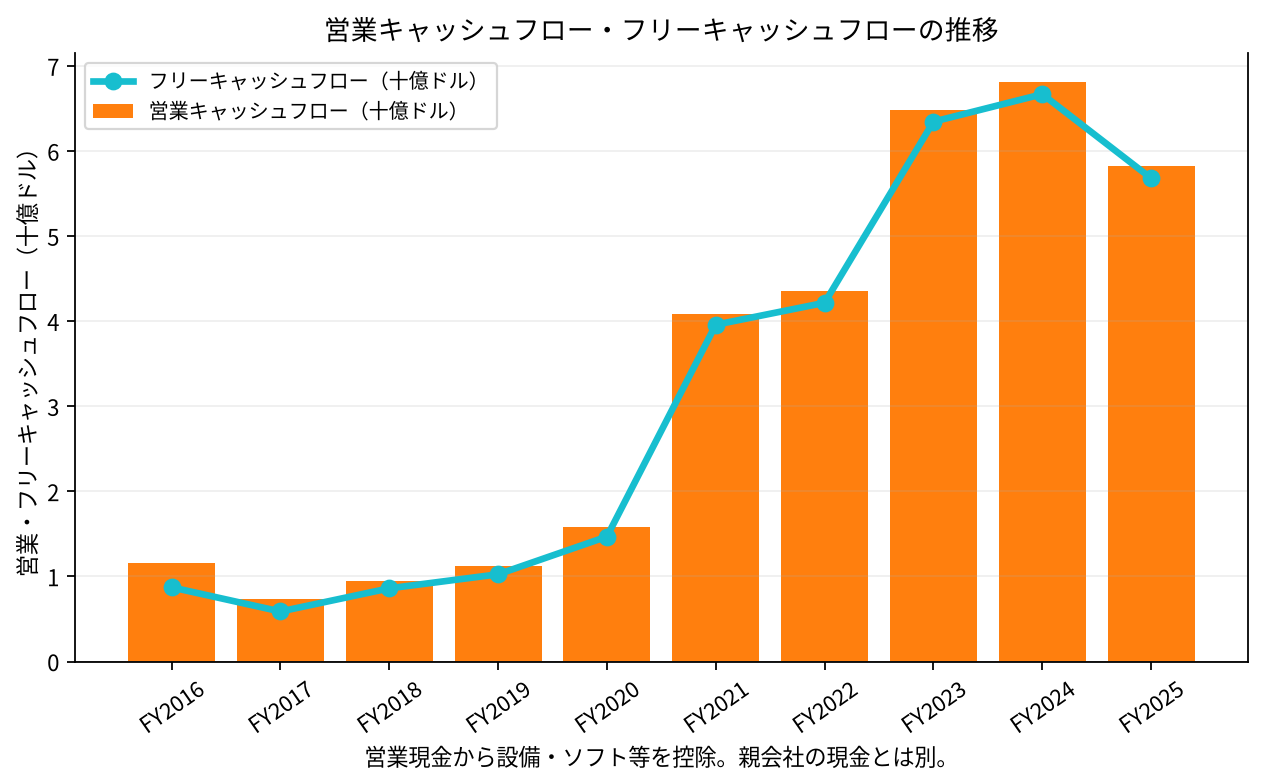 営業キャッシュフロー・フリーキャッシュフローの推移
フリーキャッシュフロー（十億ドル）
営業キャッシュフロー（十億ドル）
営業・フリーキャッシュフロー（十億ドル）
7
6
5
4
3
2
1
0
FY2016
FY2017
FY2018
FY2019
FY2020
FY2021
FY2022
FY2023
FY2024
FY2025
営業現金から設備・ソフト等を控除。親会社の現金とは別。